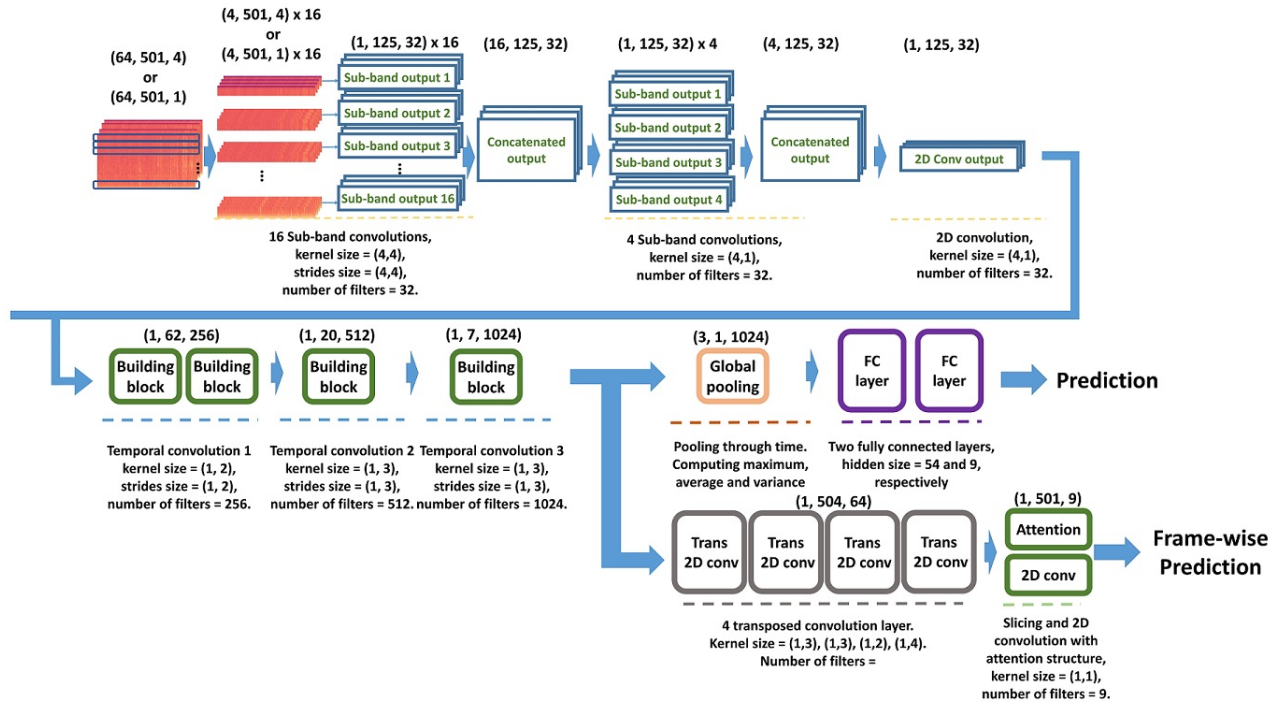 (64, 501, 4)
or
(64, 501, 1)
(4, 501, 4) x 16
or
(4, 501, 1) x 16
(1, 125, 32) x 16
Sub-band output 1
Sub-band output 2
Sub-band output 3
Sub-band output 16
(16, 125, 32)
Concatenated
output
(1, 125, 32) x 4
Sub-band output 1
Sub-band output 2
Sub-band output 3
Sub-band output 4
(4, 125, 32)
Concatenated
output
(1, 125, 32)
2D Conv output
16 Sub-band convolutions,
kernel size = (4,4),
strides size = (4,4),
number of filters = 32.
4 Sub-band convolutions,
kernel size = (4,1),
number of filters = 32.
2D convolution,
kernel size = (4,1),
number of filters = 32.
(1, 62, 256)
Building
block
Building
block
Temporal convolution 1
kernel size = (1, 2),
strides size = (1, 2),
number of filters = 256.
(1, 20, 512)
Building
block
Temporal convolution 2
kernel size = (1, 3),
strides size = (1, 3),
number of filters = 512.
(1, 7, 1024)
Building
block
Temporal convolution 3
kernel size = (1, 3),
strides size = (1, 3),
number of filters = 1024.
(3, 1, 1024)
Global
pooling
Pooling through time.
Computing maximum,
average and variance
FC
layer
FC
layer
Two fully connected layers,
hidden size = 54 and 9,
respectively
Prediction
(1, 504, 64)
Trans
2D conv
Trans
2D conv
Trans
2D conv
Trans
2D conv
4 transposed convolution layer.
Kernel size = (1,3), (1,3), (1,2), (1,4).
Number of filters =
(1, 501, 9)
Attention
2D conv
Slicing and 2D
convolution with
attention structure,
kernel size = (1,1),
number of filters = 9.
Frame-wise
Prediction